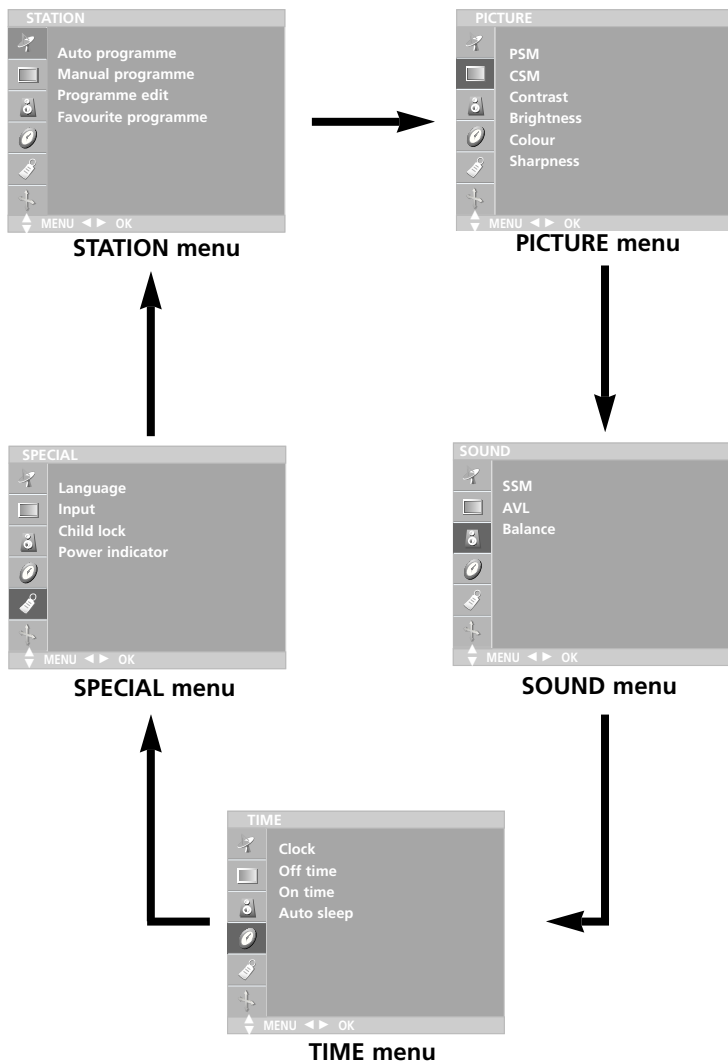 STATION
Auto programme
Manual programme
Programme edit
Favourite programme
MENU ◀ ▶ OK
STATION menu
PICTURE
PSM
CSM
Contrast
Brightness
Colour
Sharpness
MENU ◀ ▶ OK
PICTURE menu
SPECIAL
Language
Input
Child lock
Power indicator
MENU ◀ ▶ OK
SPECIAL menu
SOUND
SSM
AVL
Balance
MENU ◀ ▶ OK
SOUND menu
TIME
Clock
Off time
On time
Auto sleep
MENU ◀ ▶ OK
TIME menu